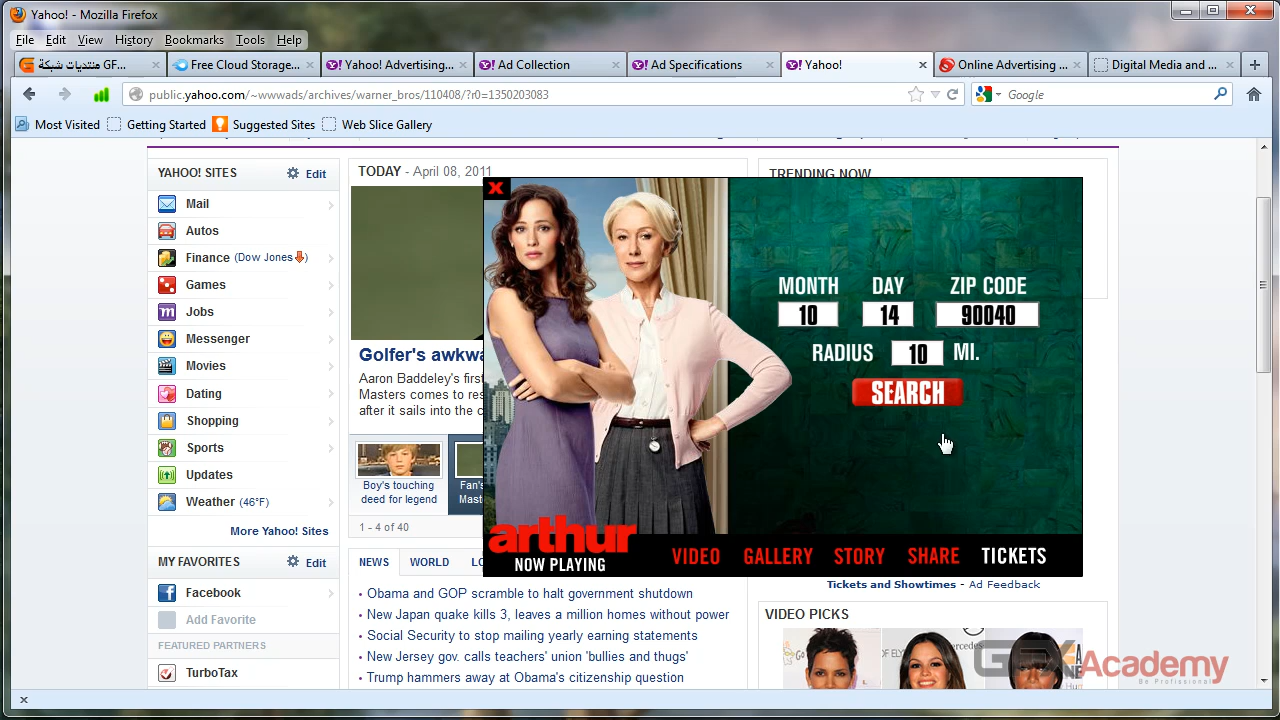 Yahoo! - Mozilla Firefox
File Edit View History Bookmarks Tools Help
منتديات شبكة GF...
Free Cloud Storage...
Yahoo! Advertising...
Ad Collection
Ad Specifications
Yahoo!
Online Advertising ...
Digital Media and ...
public.yahoo.com/~wwwads/archives/warner_bros/110408/?r0=1350203083
Google
Most Visited
Getting Started
Suggested Sites
Web Slice Gallery
YAHOO! SITES
Edit
Mail
Autos
Finance (Dow Jones)
Games
Jobs
Messenger
Movies
Dating
Shopping
Sports
Updates
Weather (46°F)
More Yahoo! Sites
MY FAVORITES
Edit
Facebook
Add Favorite
FEATURED PARTNERS
TurboTax
TODAY - April 08, 2011
Golfer's awkwa
Aaron Baddeley's first
Masters comes to res
after it sails into the c
Boy's touching
deed for legend
Fan's
Mast
1 - 4 of 40
NEWS
WORLD
LO
• Obama and GOP scramble to halt government shutdown
• New Japan quake kills 3, leaves a million homes without power
• Social Security to stop mailing yearly earning statements
• New Jersey gov. calls teachers' union 'bullies and thugs'
• Trump hammers away at Obama's citizenship question
TRENDING NOW
X
MONTH DAY ZIP CODE
10 14 90040
RADIUS 10 MI.
SEARCH
arthur
NOW PLAYING
VIDEO GALLERY STORY SHARE TICKETS
Tickets and Showtimes - Ad Feedback
VIDEO PICKS
GFX Academy
Be Professional